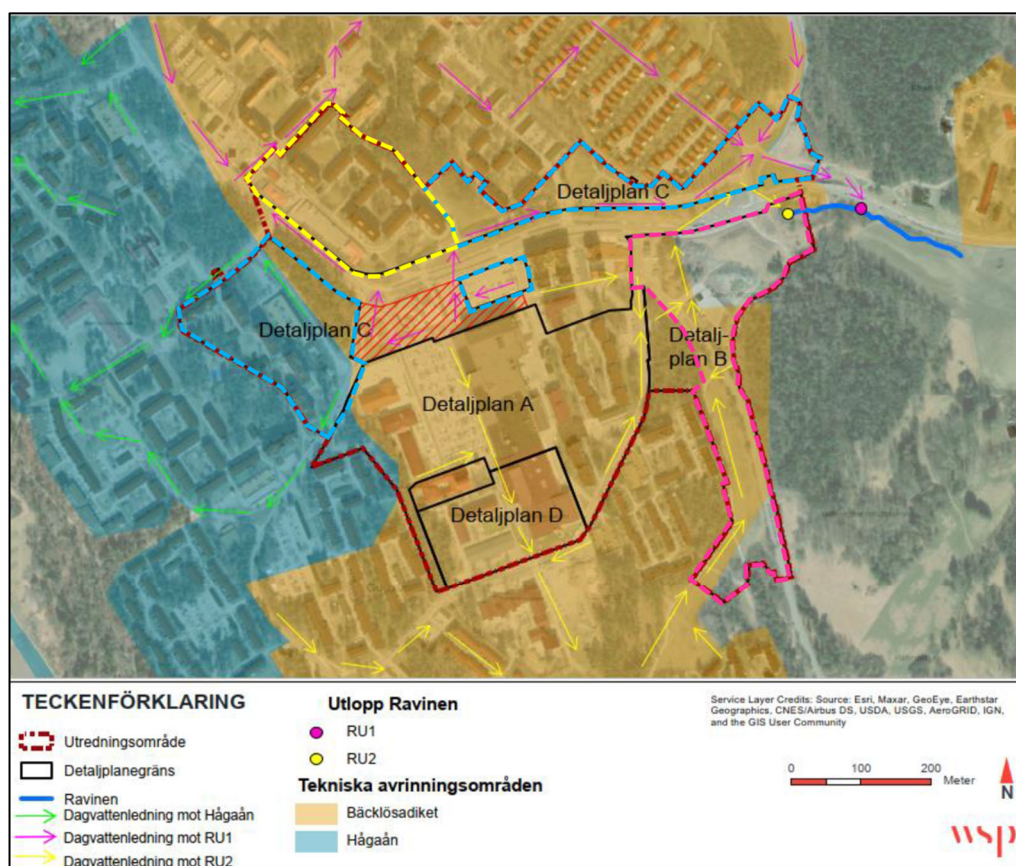 Detaljplan C
Detaljplan C
Detalj-
plan B
Detaljplan A
Detaljplan D
TECKENFÖRKLARING
Utredningsområde
Detaljplanegräns
Ravinen
Dagvattenledning mot Hågaån
Dagvattenledning mot RU1
Dagvattenledning mot RU2
Utlopp Ravinen
RU1
RU2
Tekniska avrinningsområden
Bäcklösadiket
Hågaån
Service Layer Credits: Source: Esri, Maxar, GeoEye, Earthstar
Geographics, CNES/Airbus DS, USDA, USGS, AeroGRID, IGN,
and the GIS User Community
0 100 200
Meter
N
wsp